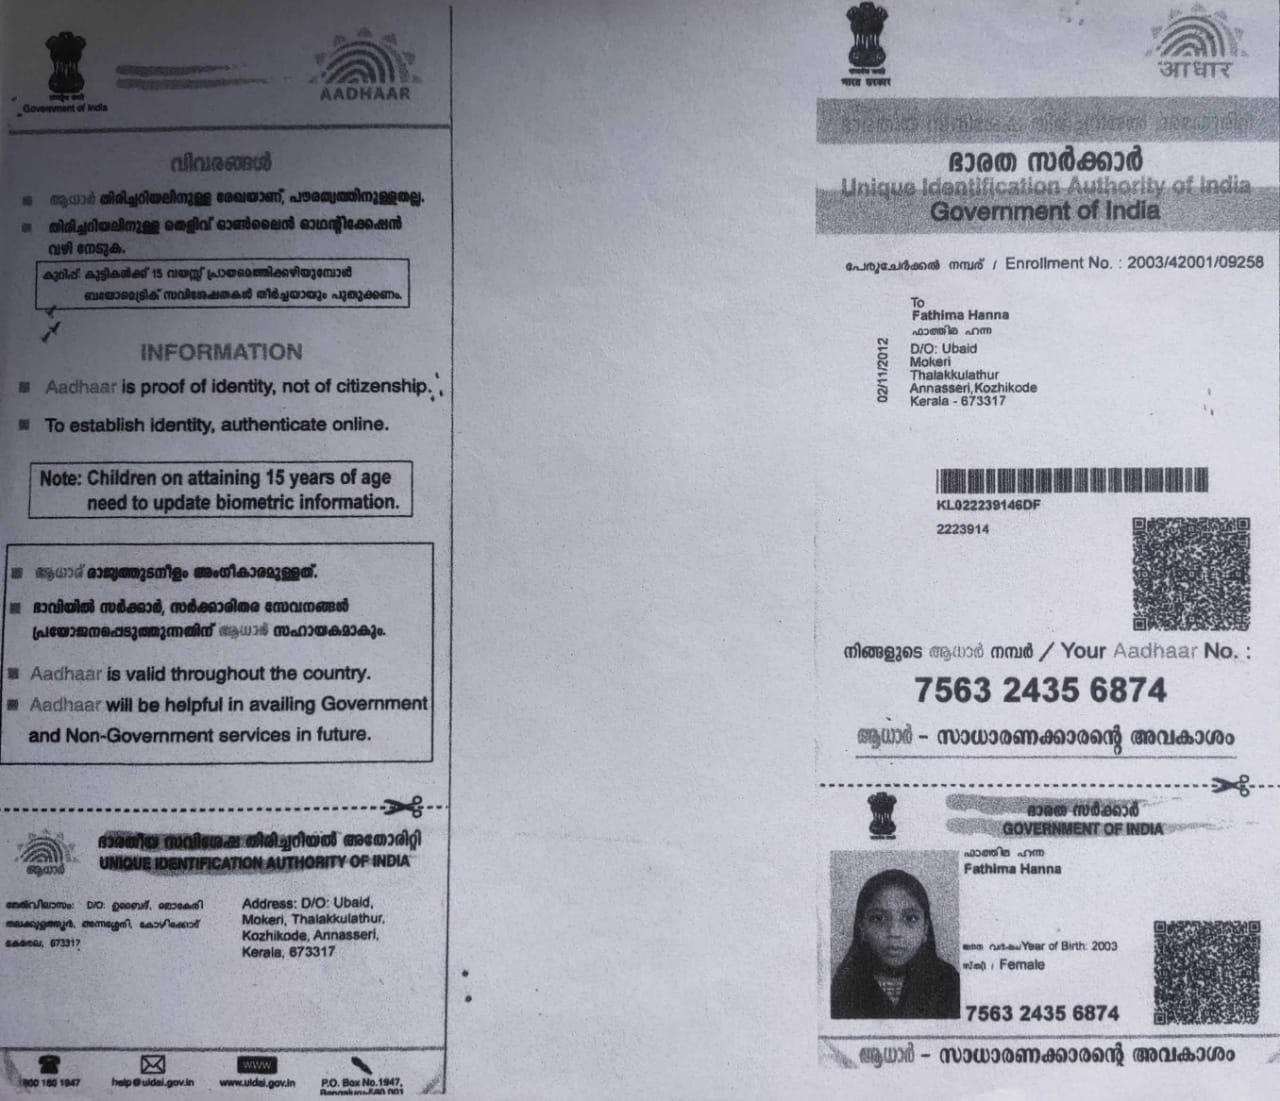 Government of India
AADHAAR
വിവരങ്ങൾ
ആധാർ തിരിച്ചറിയലിനുള്ള രേഖയാണ്, പൗരത്വത്തിനുള്ളതല്ല.
തിരിച്ചറിയലിനുള്ള തെളിവ് ഓൺലൈൻ ഓഥന്റിക്കേഷൻ
വഴി നേടുക.
കുറിപ്പ്: കുട്ടികൾക്ക് 15 വയസ്സ് പ്രായമെത്തിക്കഴിയുമ്പോൾ
ബയോമെട്രിക് സവിശേഷതകൾ തീർച്ചയായും പുതുക്കണം.
INFORMATION
Aadhaar is proof of identity, not of citizenship.
To establish identity, authenticate online.
Note: Children on attaining 15 years of age
need to update biometric information.
ആധാര് രാജ്യത്തുടനീളം അംഗീകാരമുള്ളത്.
ഭാവിയിൽ സർക്കാർ, സർക്കാരിതര സേവനങ്ങൾ
പ്രയോജനപ്പെടുത്തുന്നതിന് ആധാർ സഹായകമാകും.
Aadhaar is valid throughout the country.
Aadhaar will be helpful in availing Government
and Non-Government services in future.
ആധാർ
ഭാരതീയ സവിശേഷ തിരിച്ചറിയൽ അതോരിറ്റി
UNIQUE IDENTIFICATION AUTHORITY OF INDIA
മേൽവിലാസം: D/O: ഉബൈദ്, മൊകേരി
തലക്കുളത്തൂർ, അന്നശ്ശേരി, കോഴിക്കോട്
കേരല, 673317
Address: D/O: Ubaid,
Mokeri, Thalakkulathur,
Kozhikode, Annasseri,
Kerala, 673317
180 1947
help@uidai.gov.in
www
www.uidai.gov.in
P.O. Box No.1947,
भारत सरकार
आधार
ഭാരത സർക്കാർ
Unique Identification Authority of India
Government of India
നമ്പര് / Enrollment No. : 2003/42001/09258
02/11/2012
To
Fathima Hanna
ഫാത്തിമ ഹന്ന
D/O: Ubaid
Mokeri
Thalakkulathur
Annasseri,Kozhikode
Kerala - 673317
KL022239146DF
2223914
നിങ്ങളുടെ ആധാർ നമ്പർ / Your Aadhaar No. :
7563 2435 6874
ആധാർ – സാധാരണക്കാരന്റെ അവകാശം
ഭാരത സർക്കാർ
GOVERNMENT OF INDIA
ഫാത്തിമ ഹന്ന
Fathima Hanna
Year of Birth: 2003
സ്ത്രീ / Female
7563 2435 6874
ആധാർ – സാധാരണക്കാരന്റെ അവകാശം